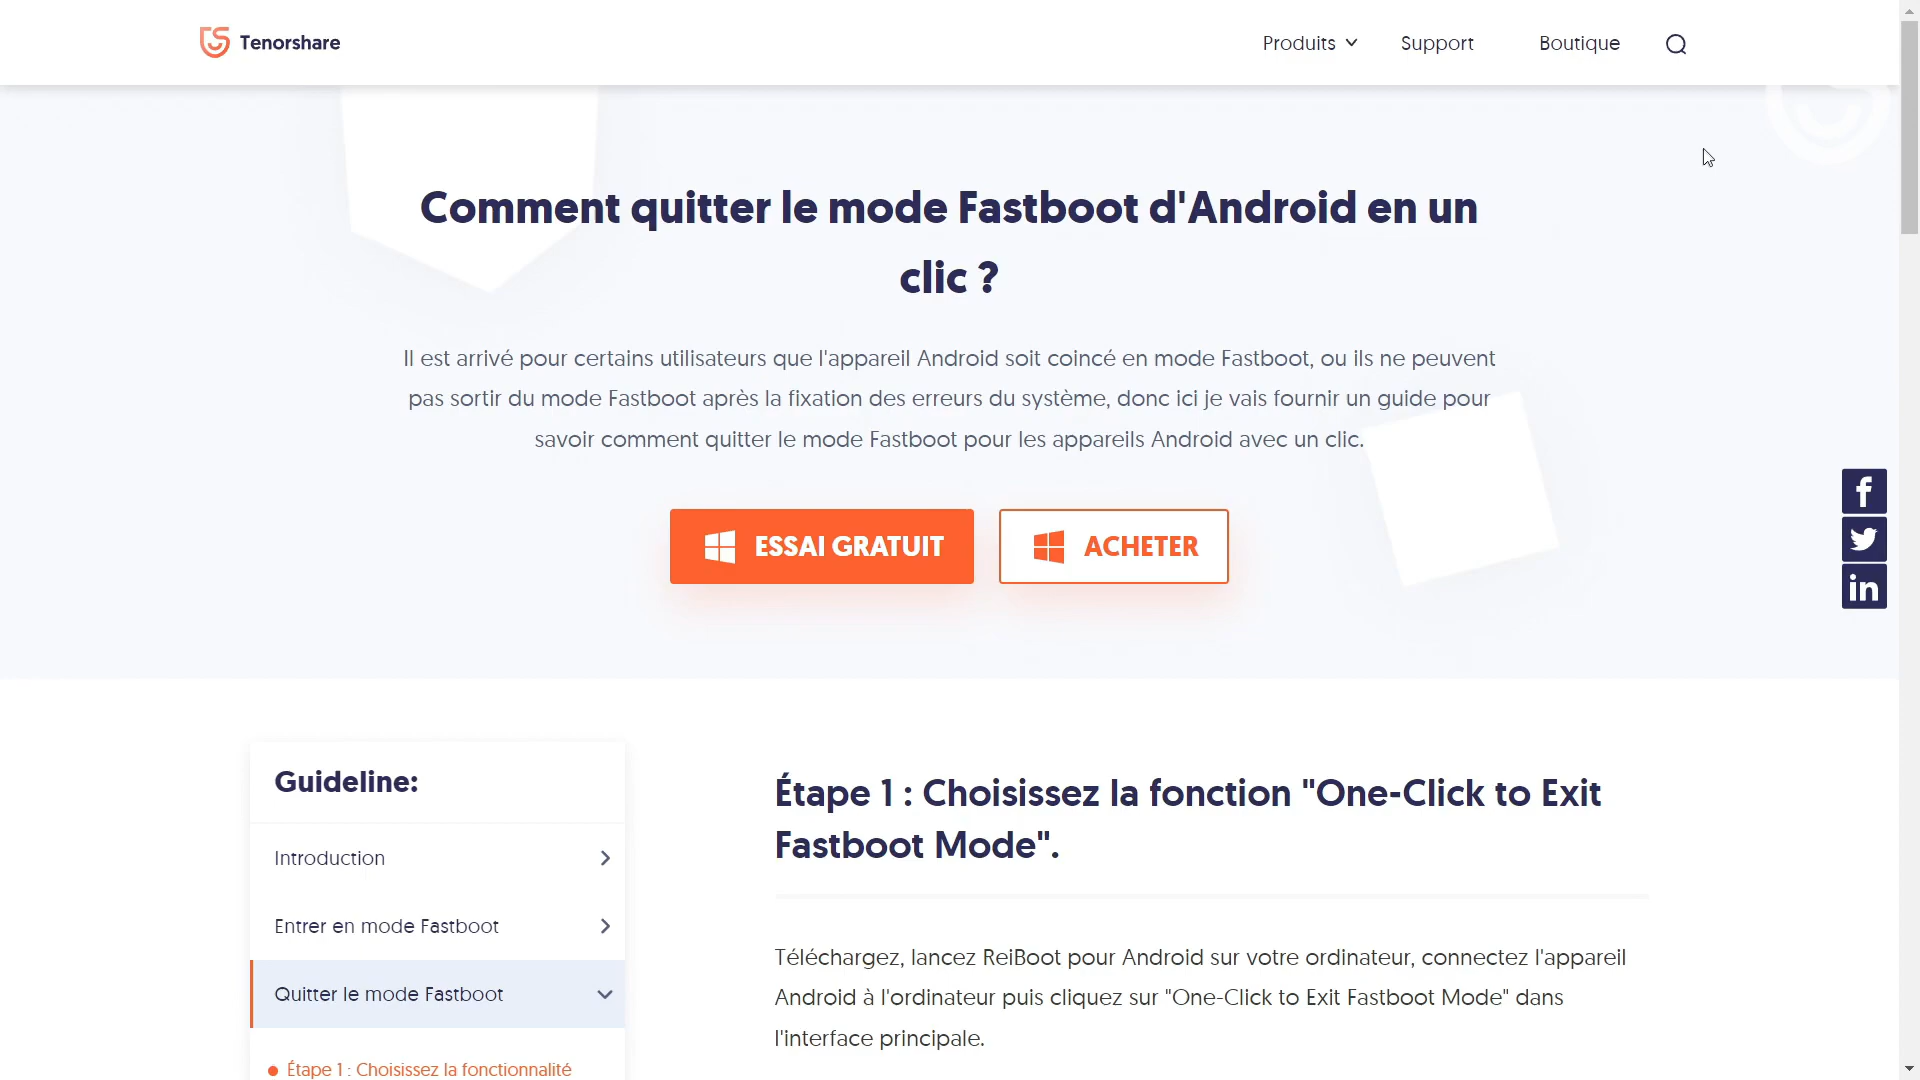 Tenorshare
Produits
Support
Boutique
Comment quitter le mode Fastboot d'Android en un
clic ?
Il est arrivé pour certains utilisateurs que l'appareil Android soit coincé en mode Fastboot, ou ils ne peuvent
pas sortir du mode Fastboot après la fixation des erreurs du système, donc ici je vais fournir un guide pour
savoir comment quitter le mode Fastboot pour les appareils Android avec un clic.
ESSAI GRATUIT
ACHETER
Guideline:
Introduction
Entrer en mode Fastboot
Quitter le mode Fastboot
Étape 1 : Choisissez la fonctionnalité
Étape 1 : Choisissez la fonction "One-Click to Exit
Fastboot Mode".
Téléchargez, lancez ReiBoot pour Android sur votre ordinateur, connectez l'appareil
Android à l'ordinateur puis cliquez sur "One-Click to Exit Fastboot Mode" dans
l'interface principale.